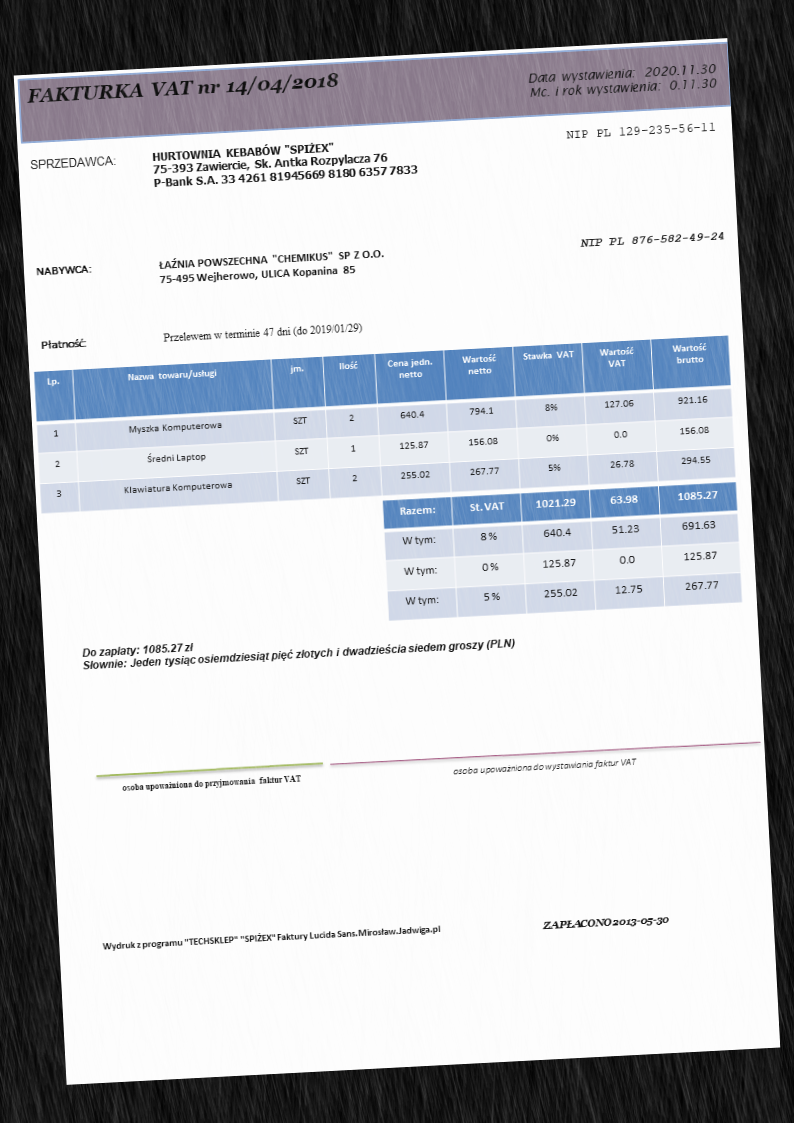 FAKTURKA VAT nr 14/04/2018
Data wystawienia: 2020.11.30
Mc. i rok wystawienia: 0.11.30
NIP PL 129-235-56-11
SPRZEDAWCA:
HURTOWNIA KEBABÓW "SPIŻEX"
75-393 Zawiercie, Sk. Antka Rozpylacza 76
P-Bank S.A. 33 4261 81945669 8180 6357 7833
NIP PL 876-582-49-24
NABYWCA:
ŁAŹNIA POWSZECHNA "CHEMIKUS" SP Z O.O.
75-495 Wejherowo, ULICA Kopanina 85
Płatność:
Przelewem w terminie 47 dni (do 2019/01/29)
Lp. Nazwa towaru/usługi jm. Ilość Cena jedn. netto Wartość netto Stawka VAT Wartość VAT Wartość brutto
1 Myszka Komputerowa SZT 2 640.4 794.1 8% 127.06 921.16
2 Średni Laptop SZT 1 125.87 156.08 0% 0.0 156.08
3 Klawiatura Komputerowa SZT 2 255.02 267.77 5% 26.78 294.55
Razem: St. VAT 1021.29 63.98 1085.27
W tym: 8 % 640.4 51.23 691.63
W tym: 0 % 125.87 0.0 125.87
W tym: 5 % 255.02 12.75 267.77
Do zapłaty: 1085.27 zł
Słownie: Jeden tysiąc osiemdziesiąt pięć złotych i dwadzieścia siedem groszy (PLN)
osoba upoważniona do przyjmowania faktur VAT
osoba upoważniona do wystawiania faktur VAT
Wydruk z programu "TECHSKLEP" "SPIŻEX" Faktury Lucida Sans.Mirosław.Jadwiga.pl
ZAPŁACONO 2013-05-30